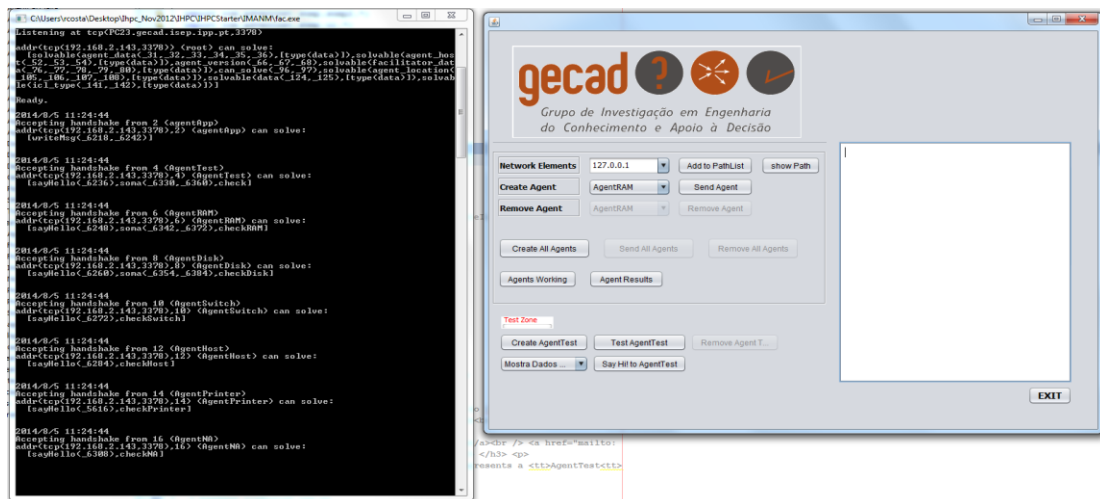 C:\Users\rcosta\Desktop\Ihpc_Nov2012\IHPC\IHPCStarter\IMANM\fac.exe
Listening at tcp(PC23.gecad.isep.ipp.pt,3378)
addr(tcp(192.168.2.143,3378)) (root) can solve:
[solvable(agent_data(_31,_32,_33,_34,_35,_36),[type(data)]),solvable(agent_hos
t(_52,_53,_54),[type(data)]),agent_version(_66,_67,_68),solvable(facilitator_dat
a(_76,_77,_78,_79,_80),[type(data)]),can_solve(_96,_97),solvable(agent_location(
_105,_106,_107,_108),[type(data)]),solvable(data(_124,_125),[type(data)]),solvab
le(icl_type(_141,_142),[type(data)])]
Ready.
2014/8/5 11:24:44
Accepting handshake from 2 (agentApp)
addr(tcp(192.168.2.143,3378),2) (agentApp) can solve:
[writeMsg(_6218,_6242)]
2014/8/5 11:24:44
Accepting handshake from 4 (AgentTest)
addr(tcp(192.168.2.143,3378),4) (AgentTest) can solve:
[sayHello(_6236),soma(_6330,_6360),check]
2014/8/5 11:24:44
Accepting handshake from 6 (AgentRAM)
addr(tcp(192.168.2.143,3378),6) (AgentRAM) can solve:
[sayHello(_6248),soma(_6342,_6372),checkRAM]
2014/8/5 11:24:44
Accepting handshake from 8 (AgentDisk)
addr(tcp(192.168.2.143,3378),8) (AgentDisk) can solve:
[sayHello(_6260),soma(_6354,_6384),checkDisk]
2014/8/5 11:24:44
Accepting handshake from 10 (AgentSwitch)
addr(tcp(192.168.2.143,3378),10) (AgentSwitch) can solve:
[sayHello(_6272),checkSwitch]
2014/8/5 11:24:44
Accepting handshake from 12 (AgentHost)
addr(tcp(192.168.2.143,3378),12) (AgentHost) can solve:
[sayHello(_6284),checkHost]
2014/8/5 11:24:44
Accepting handshake from 14 (AgentPrinter)
addr(tcp(192.168.2.143,3378),14) (AgentPrinter) can solve:
[sayHello(_5616),checkPrinter]
2014/8/5 11:24:44
Accepting handshake from 16 (AgentNA)
addr(tcp(192.168.2.143,3378),16) (AgentNA) can solve:
[sayHello(_6308),checkNA]
gecad
Grupo de Investigação em Engenharia
do Conhecimento e Apoio à Decisão
Network Elements 127.0.0.1 Add to PathList show Path
Create Agent AgentRAM Send Agent
Remove Agent AgentRAM Remove Agent
Create All Agents Send All Agents Remove All Agents
Agents Working Agent Results
Test Zone
Create AgentTest Test AgentTest Remove Agent T...
Mostra Dados ... Say Hi! to AgentTest
EXIT
/a><br /> <a href="mailto:
</h3> <p>
resents a <tt>AgentTest<tt>